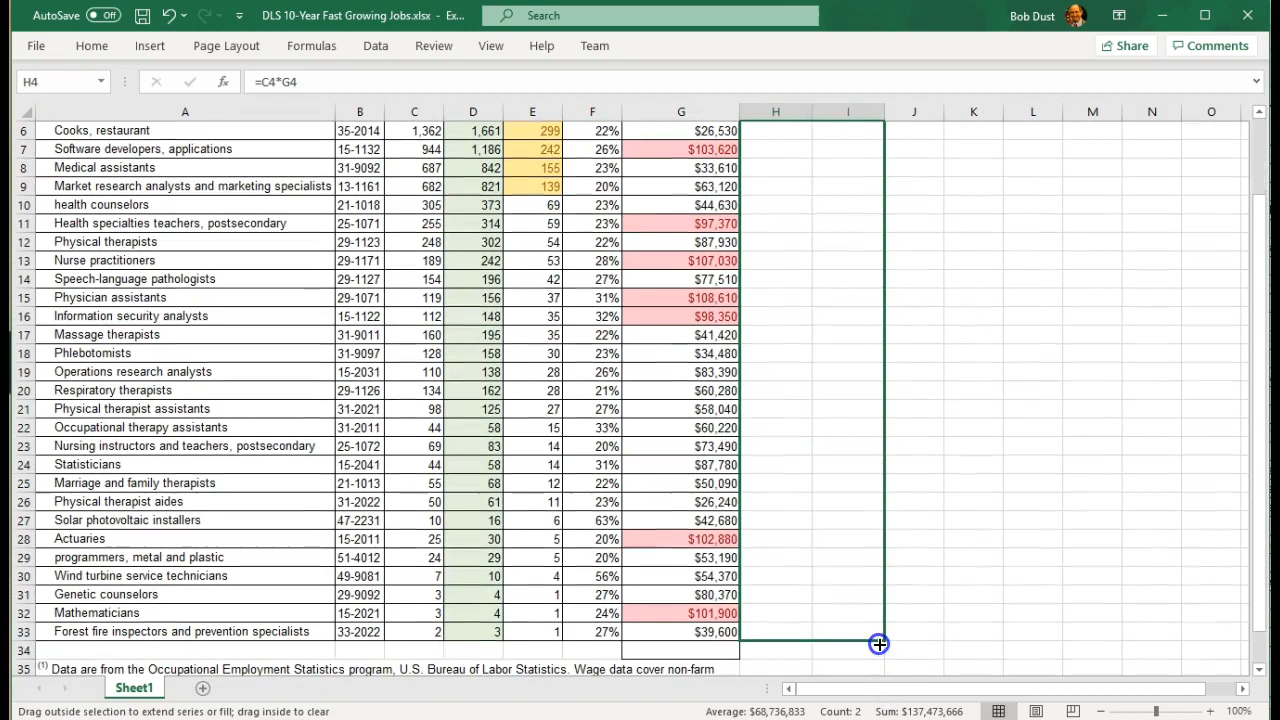 AutoSave Off DLS 10-Year Fast Growing Jobs.xlsx - Ex... Search Bob Dust
File Home Insert Page Layout Formulas Data Review View Help Team Share Comments
H4 fx =C4*G4
A B C D E F G H I J K L M N O
6 Cooks, restaurant 35-2014 1,362 1,661 299 22% $26,530
7 Software developers, applications 15-1132 944 1,186 242 26% $103,620
8 Medical assistants 31-9092 687 842 155 23% $33,610
9 Market research analysts and marketing specialists 13-1161 682 821 139 20% $63,120
10 health counselors 21-1018 305 373 69 23% $44,630
11 Health specialties teachers, postsecondary 25-1071 255 314 59 23% $97,370
12 Physical therapists 29-1123 248 302 54 22% $87,930
13 Nurse practitioners 29-1171 189 242 53 28% $107,030
14 Speech-language pathologists 29-1127 154 196 42 27% $77,510
15 Physician assistants 29-1071 119 156 37 31% $108,610
16 Information security analysts 15-1122 112 148 35 32% $98,350
17 Massage therapists 31-9011 160 195 35 22% $41,420
18 Phlebotomists 31-9097 128 158 30 23% $34,480
19 Operations research analysts 15-2031 110 138 28 26% $83,390
20 Respiratory therapists 29-1126 134 162 28 21% $60,280
21 Physical therapist assistants 31-2021 98 125 27 27% $58,040
22 Occupational therapy assistants 31-2011 44 58 15 33% $60,220
23 Nursing instructors and teachers, postsecondary 25-1072 69 83 14 20% $73,490
24 Statisticians 15-2041 44 58 14 31% $87,780
25 Marriage and family therapists 21-1013 55 68 12 22% $50,090
26 Physical therapist aides 31-2022 50 61 11 23% $26,240
27 Solar photovoltaic installers 47-2231 10 16 6 63% $42,680
28 Actuaries 15-2011 25 30 5 20% $102,880
29 programmers, metal and plastic 51-4012 24 29 5 20% $53,190
30 Wind turbine service technicians 49-9081 7 10 4 56% $54,370
31 Genetic counselors 29-9092 3 4 1 27% $80,370
32 Mathematicians 15-2021 3 4 1 24% $101,900
33 Forest fire inspectors and prevention specialists 33-2022 2 3 1 27% $39,600
34
35 (1) Data are from the Occupational Employment Statistics program, U.S. Bureau of Labor Statistics. Wage data cover non-farm
Sheet1
Drag outside selection to extend series or fill; drag inside to clear Average: $68,736,833 Count: 2 Sum: $137,473,666 100%